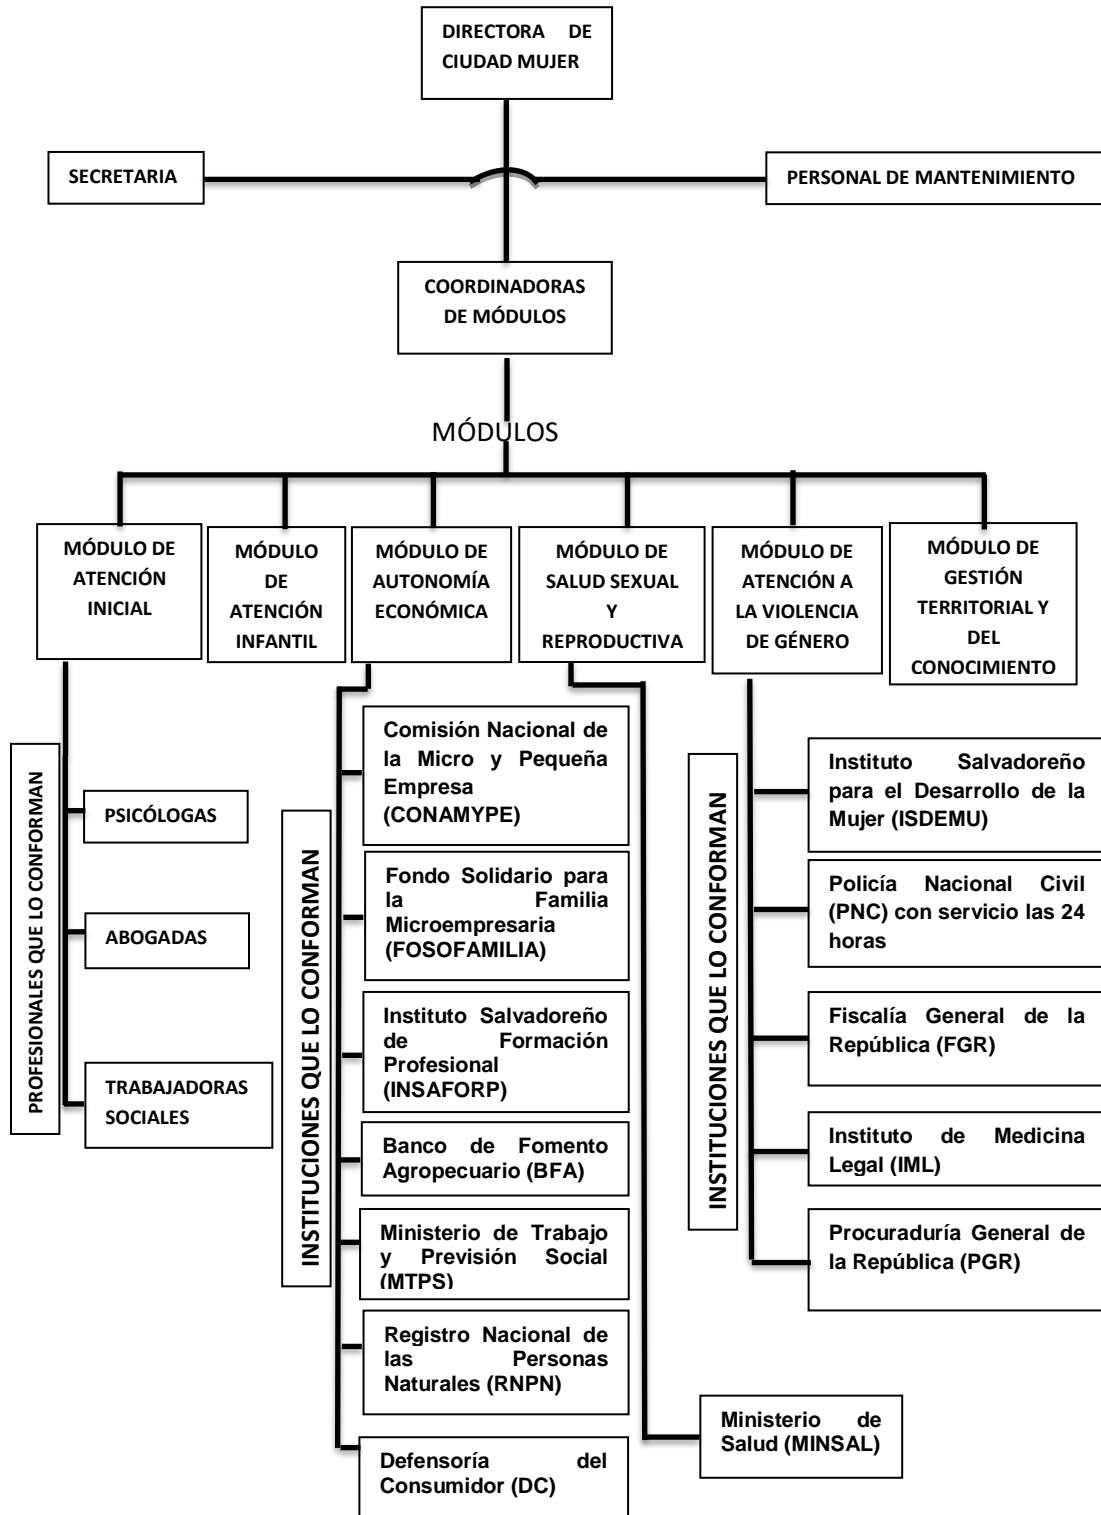 DIRECTORA DE
CIUDAD MUJER
SECRETARIA
PERSONAL DE MANTENIMIENTO
COORDINADORAS
DE MÓDULOS
MÓDULOS
MÓDULO DE
ATENCIÓN
INICIAL
MÓDULO
DE
ATENCIÓN
INFANTIL
MÓDULO DE
AUTONOMÍA
ECONÓMICA
MÓDULO DE
SALUD SEXUAL
Y
REPRODUCTIVA
MÓDULO DE
ATENCIÓN A
LA VIOLENCIA
DE GÉNERO
MÓDULO DE
GESTIÓN
TERRITORIAL Y
DEL
CONOCIMIENTO
PROFESIONALES QUE LO CONFORMAN
PSICÓLOGAS
ABOGADAS
TRABAJADORAS
SOCIALES
INSTITUCIONES QUE LO CONFORMAN
Comisión Nacional de
la Micro y Pequeña
Empresa
(CONAMYPE)
Fondo Solidario para
la Familia
Microempresaria
(FOSOFAMILIA)
Instituto Salvadoreño
de Formación
Profesional
(INSAFORP)
Banco de Fomento
Agropecuario (BFA)
Ministerio de Trabajo
y Previsión Social
(MTPS)
Registro Nacional de
las Personas
Naturales (RNPN)
Defensoría del
Consumidor (DC)
Ministerio de
Salud (MINSAL)
INSTITUCIONES QUE LO CONFORMAN
Instituto Salvadoreño
para el Desarrollo de la
Mujer (ISDEMU)
Policía Nacional Civil
(PNC) con servicio las 24
horas
Fiscalía General de la
República (FGR)
Instituto de Medicina
Legal (IML)
Procuraduría General de
la República (PGR)